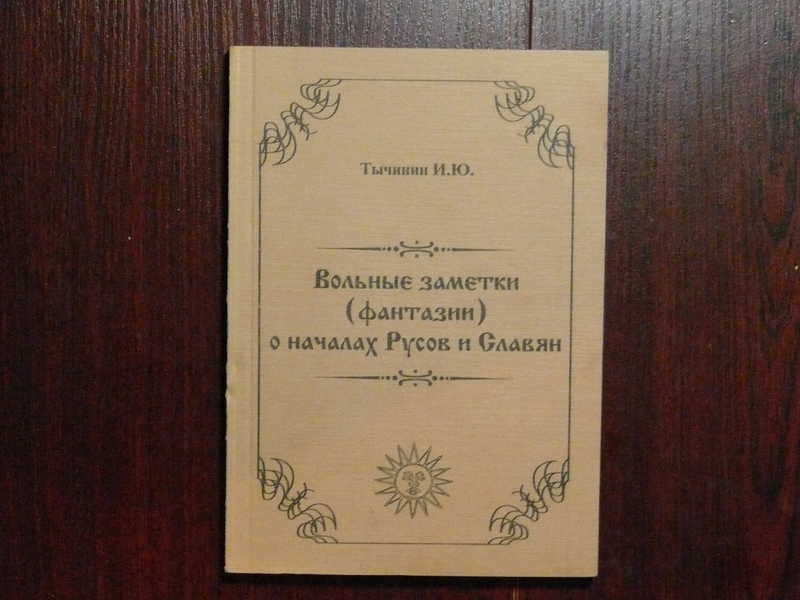 Тычинин И.Ю.
Вольные заметки
(фантазии)
о началах Русов и Славян